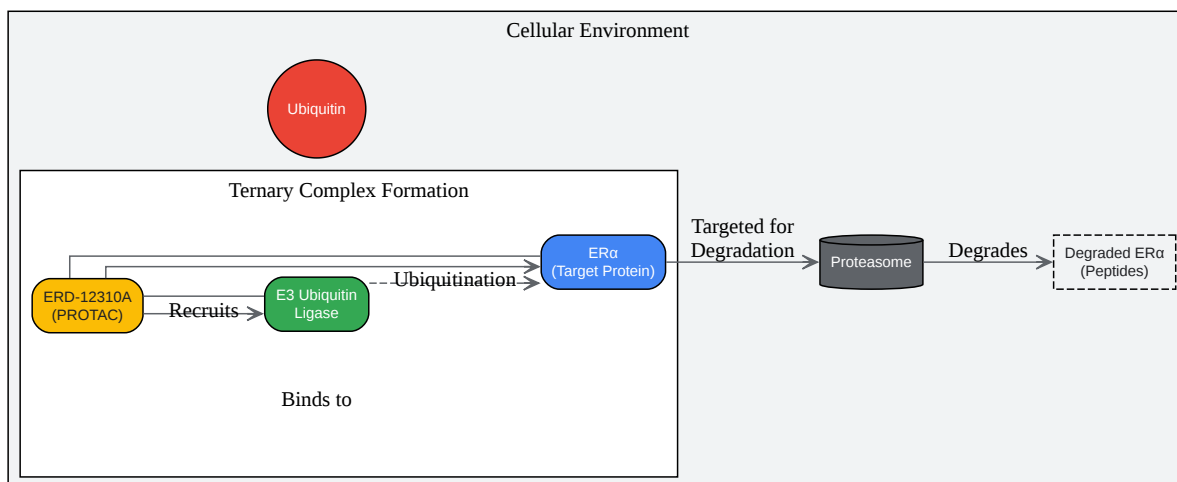 Cellular Environment
Ubiquitin
Ternary Complex Formation
ERD-12310A
(PROTAC)
Recruits
E3 Ubiquitin
Ligase
Ubiquitination
ERα
(Target Protein)
Binds to
Targeted for
Degradation
Proteasome
Degrades
Degraded ERα
(Peptides)